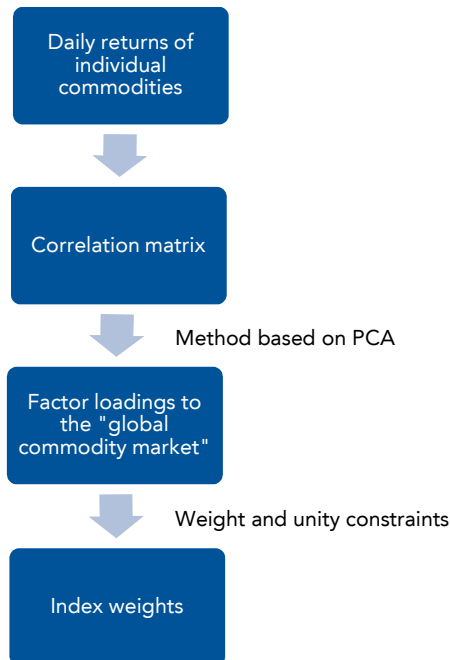 Daily returns of
individual
commodities
Correlation matrix
Method based on PCA
Factor loadings to
the "global
commodity market"
Weight and unity constraints
Index weights